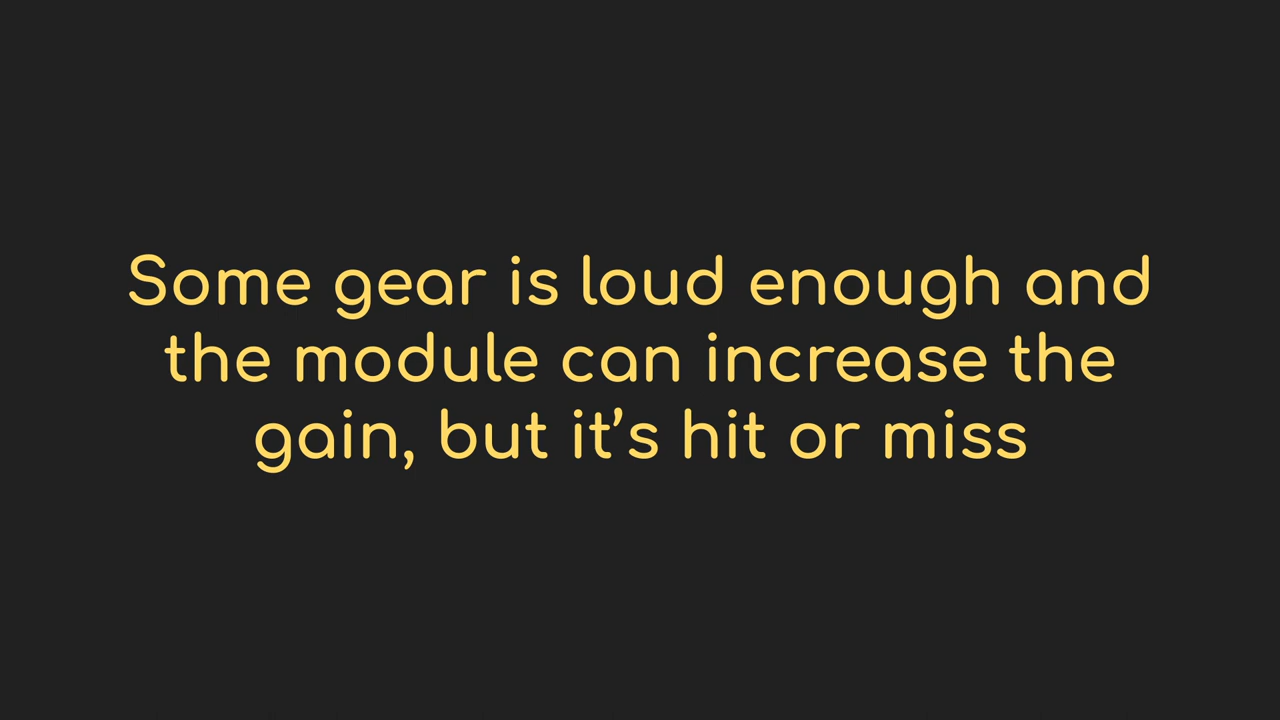 Some gear is loud enough and
the module can increase the
gain, but it’s hit or miss